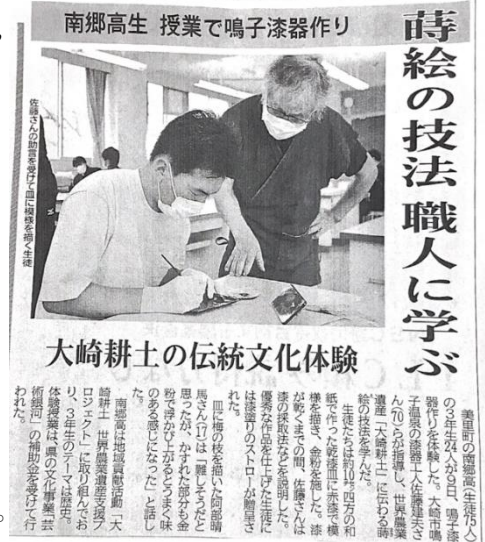 南郷高生 授業で鳴子漆器作り
蒔絵の技法 職人に学ぶ
佐藤さんの助言を受けて皿に模様を描く生徒
大崎耕土の伝統文化体験
美里町の南郷高(生徒75人)
の3年生24人が9日、鳴子漆
器作りを体験した。大崎市鳴
子温泉の漆器工人佐藤建夫さ
ん(70)らが指導し、世界農業
遺産「大崎耕土」に伝わる蒔
絵の技法を学んだ。
生徒たちは約10㌢四方の和
紙で作った乾漆皿に赤漆で模
様を描き、金粉を施した。漆
が乾くまでの間、佐藤さんは
漆の採取法などを説明した。
優秀な作品を仕上げた生徒に
は漆塗りのストローが贈呈さ
れた。
皿に梅の枝を描いた阿部晴
馬さん(17)は「難しそうだと
思ったが、かすれた部分も金
粉で浮かび上がるとうまく味
のある感じになった」と話し
た。
南郷高は地域貢献活動「大
崎耕土 世界農業遺産支援プ
ロジェクト」に取り組んでお
り、3年生のテーマは歴史。
体験授業は、県の文化事業「芸
術銀河」の補助金を受けて行
われた。